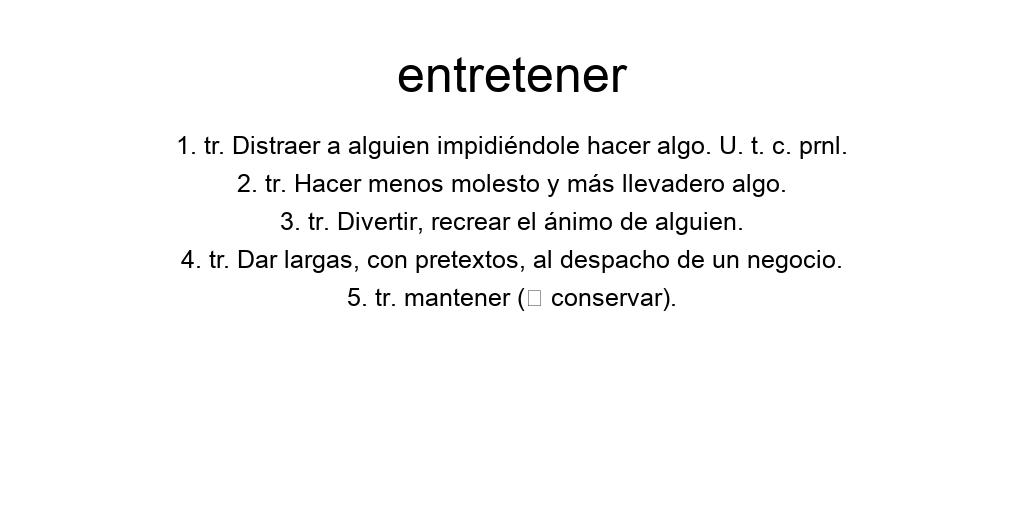 entretener
1. tr. Distraer a alguien impidiéndole hacer algo. U. t. c. prnl.
2. tr. Hacer menos molesto y más llevadero algo.
3. tr. Divertir, recrear el ánimo de alguien.
4. tr. Dar largas, con pretextos, al despacho de un negocio.
5. tr. mantener (□ conservar).